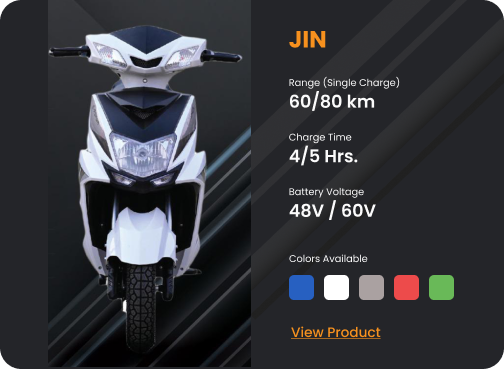 JIN
Range (Single Charge)
60/80 km
Charge Time
4/5 Hrs.
Battery Voltage
48V / 60V
Colors Available
View Product